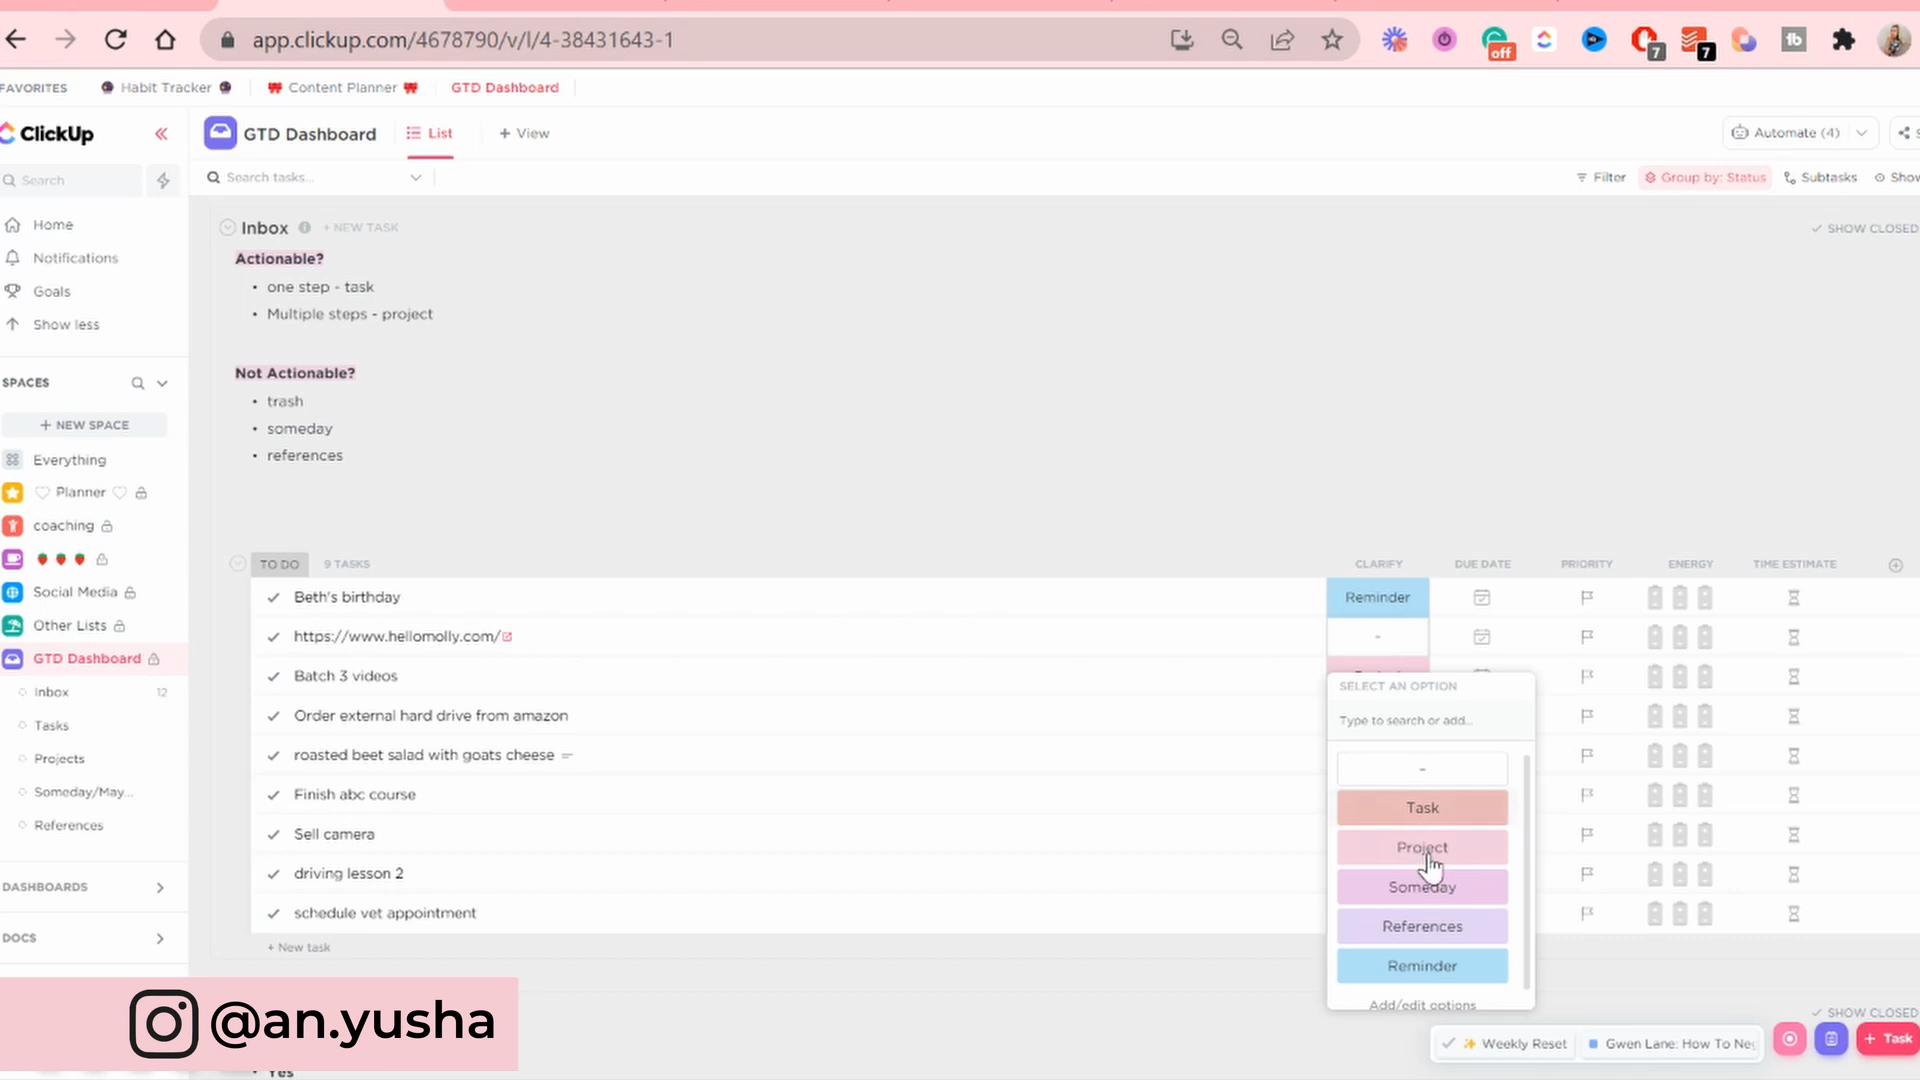 app.clickup.com/4678790/v/l/4-38431643-1
off
7
7
fb
FAVORITES
Habit Tracker
Content Planner
GTD Dashboard
ClickUp
GTD Dashboard
List
+ View
Automate (4)
Search
Search tasks...
Filter
Group by: Status
Subtasks
Show
Home
Notifications
Goals
Show less
SPACES
+ NEW SPACE
Everything
Planner
coaching
Social Media
Other Lists
GTD Dashboard
Inbox 12
Tasks
Projects
Someday/May...
References
DASHBOARDS
DOCS
Inbox + NEW TASK
SHOW CLOSED
Actionable?
• one step - task
• Multiple steps - project
Not Actionable?
• trash
• someday
• references
TO DO 9 TASKS CLARIFY DUE DATE PRIORITY ENERGY TIME ESTIMATE
Beth's birthday Reminder
https://www.hellomolly.com/ -
Batch 3 videos
Order external hard drive from amazon
roasted beet salad with goats cheese
Finish abc course
Sell camera
driving lesson 2
schedule vet appointment
+ New task
SELECT AN OPTION
Type to search or add...
-
Task
Project
Someday
References
Reminder
Add/edit options
SHOW CLOSED
@an.yusha
Weekly Reset
Gwen Lane: How To Ne
+ Task
• Yes